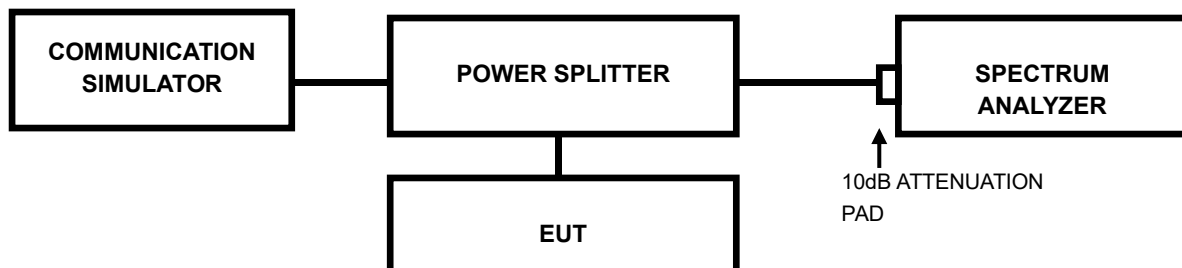 COMMUNICATION
SIMULATOR
POWER SPLITTER
SPECTRUM
ANALYZER
10dB ATTENUATION
PAD
EUT